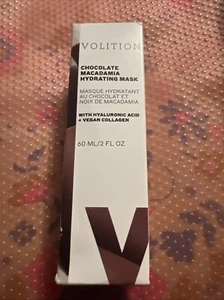 VOLITION
CHOCOLATE
MACADAMIA
HYDRATING MASK
MASQUE HYDRATANT
AU CHOCOLAT ET
NOIX DE MACADAMIA
WITH HYALURONIC ACID
+ VEGAN COLLAGEN
60 ML/2 FL OZ
V